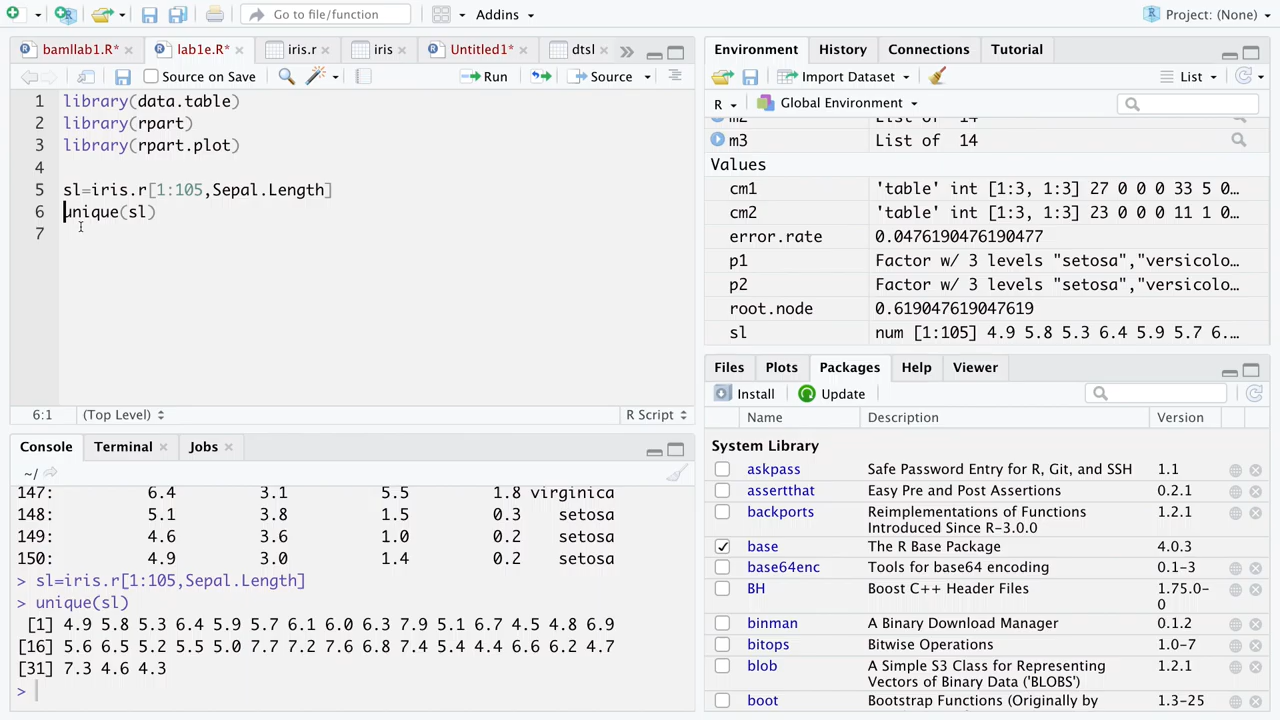 Go to file/function
Addins
Project: (None)
bamllab1.R*
lab1e.R*
iris.r
iris
Untitled1*
dtsl
Source on Save
Run
Source
1 library(data.table)
2 library(rpart)
3 library(rpart.plot)
4
5 sl=iris.r[1:105,Sepal.Length]
6 unique(sl)
7
6:1 (Top Level) R Script
Console Terminal Jobs
~/
147: 6.4 3.1 5.5 1.8 virginica
148: 5.1 3.8 1.5 0.3 setosa
149: 4.6 3.6 1.0 0.2 setosa
150: 4.9 3.0 1.4 0.2 setosa
> sl=iris.r[1:105,Sepal.Length]
> unique(sl)
[1] 4.9 5.8 5.3 6.4 5.9 5.7 6.1 6.0 6.3 7.9 5.1 6.7 4.5 4.8 6.9
[16] 5.6 6.5 5.2 5.5 5.0 7.7 7.2 7.6 6.8 7.4 5.4 4.4 6.6 6.2 4.7
[31] 7.3 4.6 4.3
>
Environment History Connections Tutorial
Import Dataset List
R Global Environment
m2 List of 14
m3 List of 14
Values
cm1 'table' int [1:3, 1:3] 27 0 0 0 33 5 0…
cm2 'table' int [1:3, 1:3] 23 0 0 0 11 1 0…
error.rate 0.0476190476190477
p1 Factor w/ 3 levels "setosa","versicolo…
p2 Factor w/ 3 levels "setosa","versicolo…
root.node 0.619047619047619
sl num [1:105] 4.9 5.8 5.3 6.4 5.9 5.7 6.…
Files Plots Packages Help Viewer
Install Update
Name Description Version
System Library
askpass Safe Password Entry for R, Git, and SSH 1.1
assertthat Easy Pre and Post Assertions 0.2.1
backports Reimplementations of Functions 1.2.1
Introduced Since R-3.0.0
base The R Base Package 4.0.3
base64enc Tools for base64 encoding 0.1-3
BH Boost C++ Header Files 1.75.0-
0
binman A Binary Download Manager 0.1.2
bitops Bitwise Operations 1.0-7
blob A Simple S3 Class for Representing 1.2.1
Vectors of Binary Data ('BLOBS')
boot Bootstrap Functions (Originally by 1.3-25